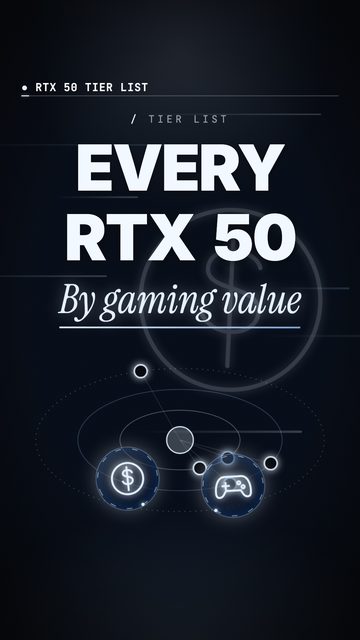 RTX 50 TIER LIST
/ TIER LIST
EVERY
RTX 50
By gaming value
$
$